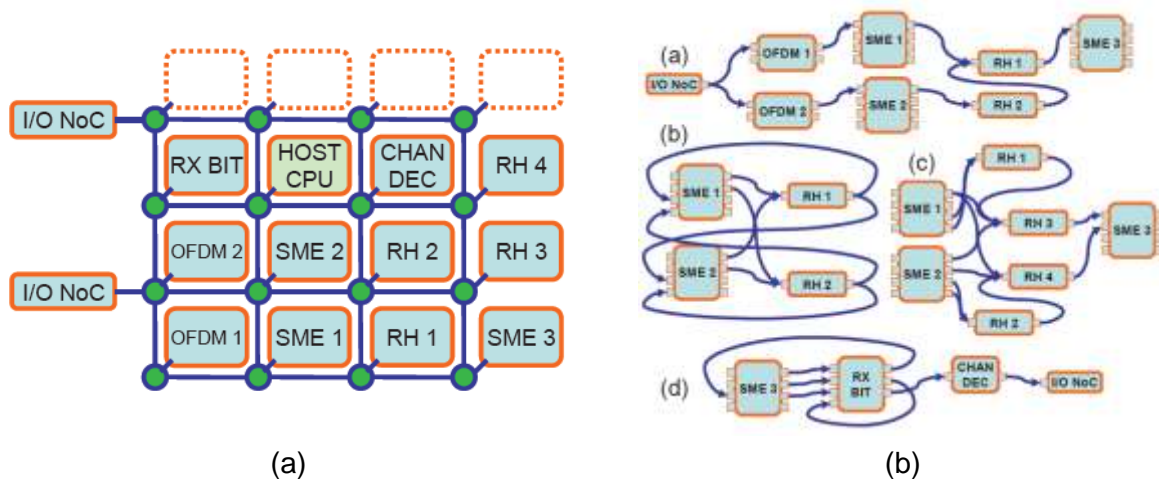 I/O NoC
RX BIT
HOST
CPU
CHAN
DEC
RH 4
OFDM 2
SME 2
RH 2
RH 3
I/O NoC
OFDM 1
SME 1
RH 1
SME 3
(a)
(a)
I/O NoC
OFDM 1
SME 1
RH 1
SME 3
OFDM 2
SME 2
RH 2
(b)
SME 1
RH 1
SME 2
RH 2
(c)
RH 1
SME 1
RH 3
SME 3
SME 2
RH 4
RH 2
(d)
SME 3
RX
BIT
CHAN
DEC
I/O NoC
(b)